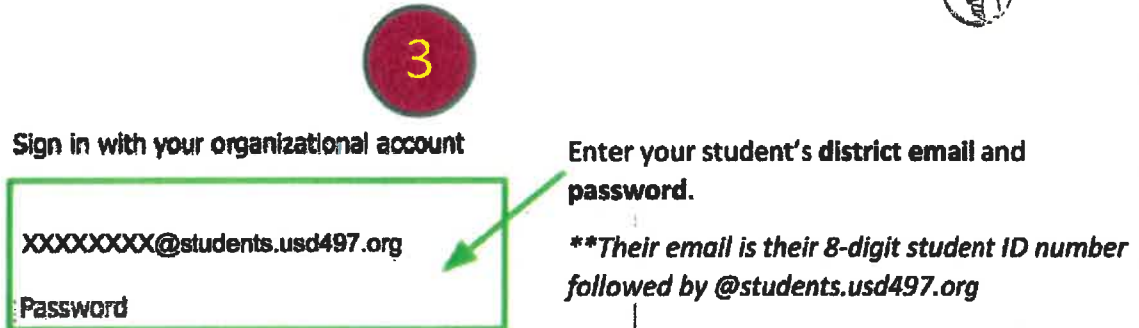 3
Sign in with your organizational account
XXXXXXXX@students.usd497.org
Password
Enter your student's district email and
password.
**Their email is their 8-digit student ID number
followed by @students.usd497.org